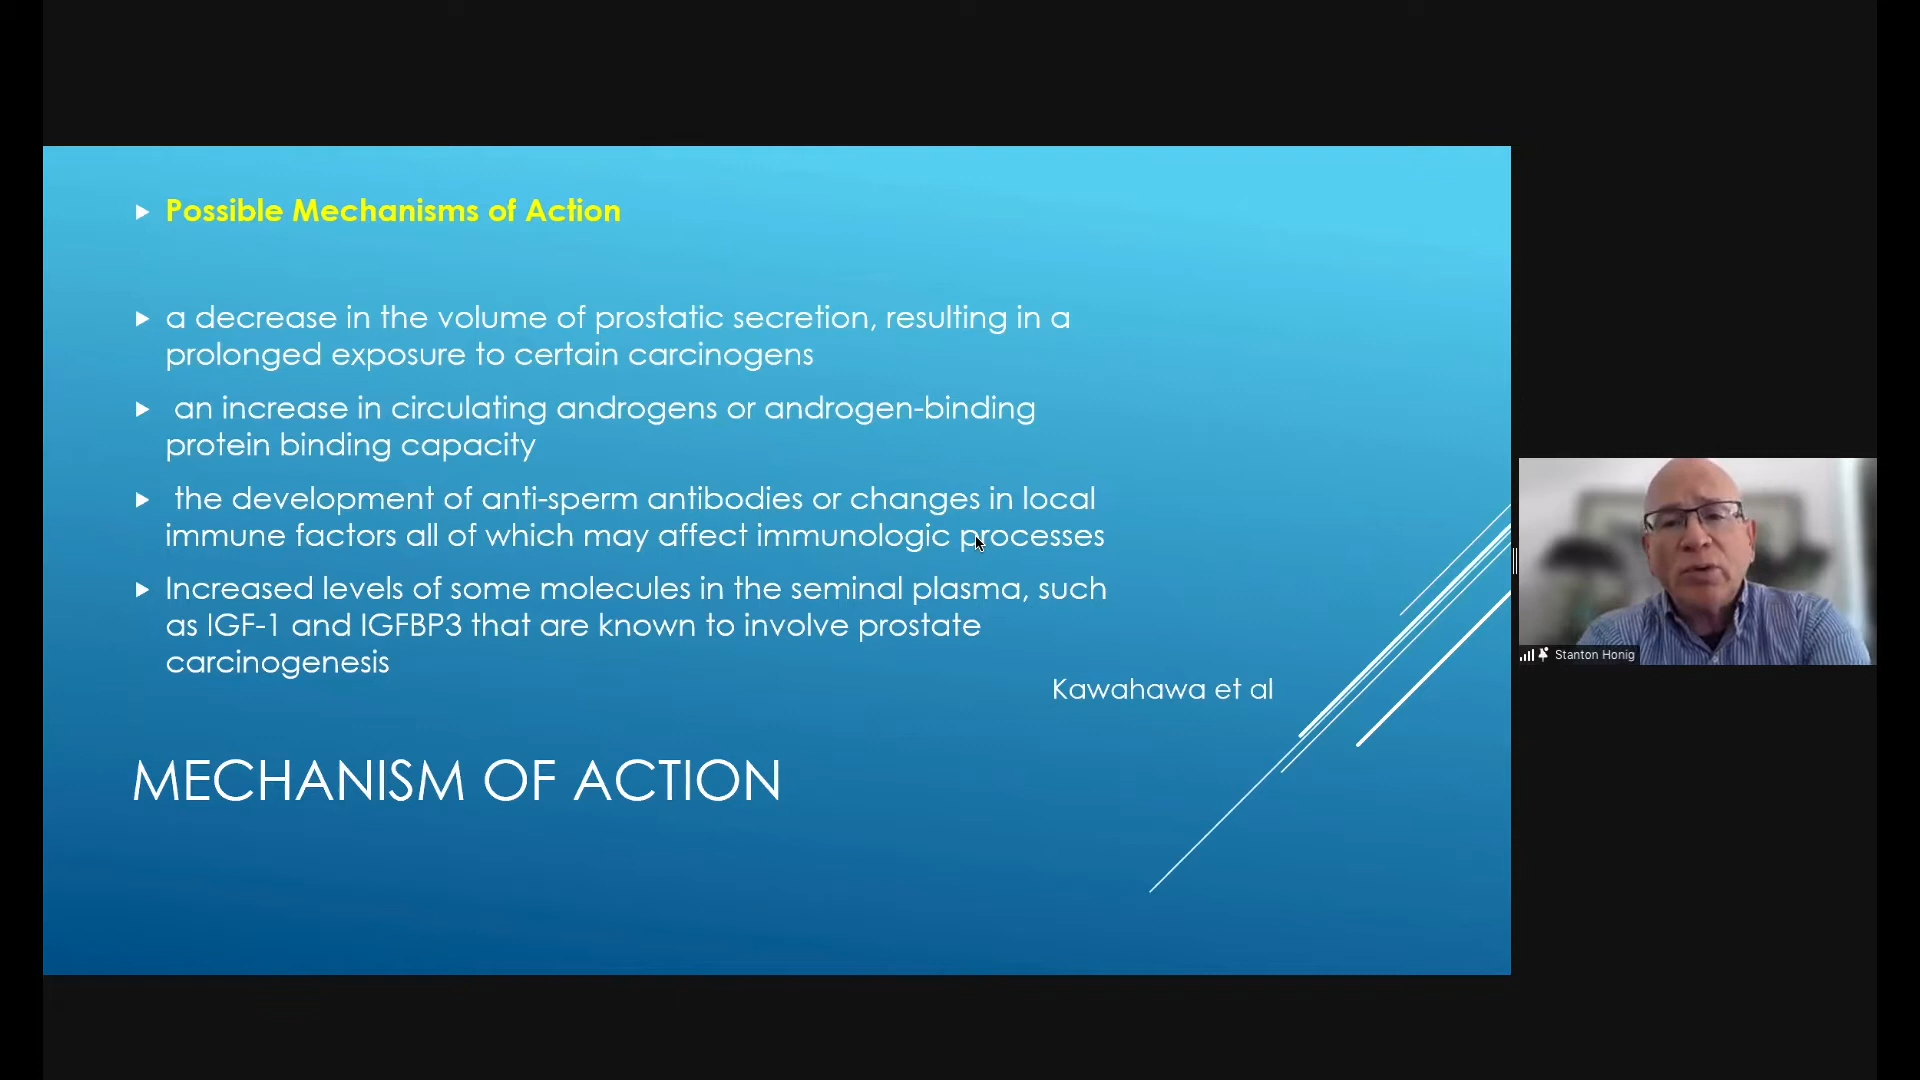 Possible Mechanisms of Action
a decrease in the volume of prostatic secretion, resulting in a
prolonged exposure to certain carcinogens
an increase in circulating androgens or androgen-binding
protein binding capacity
the development of anti-sperm antibodies or changes in local
immune factors all of which may affect immunologic processes
Increased levels of some molecules in the seminal plasma, such
as IGF-1 and IGFBP3 that are known to involve prostate
carcinogenesis
Kawahawa et al
MECHANISM OF ACTION
Stanton Honig